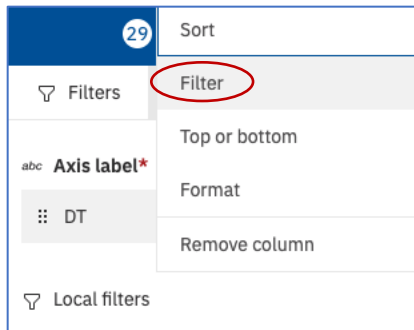 29
Sort
Filters
Filter
Top or bottom
abc Axis label*
Format
DT
Remove column
Local filters